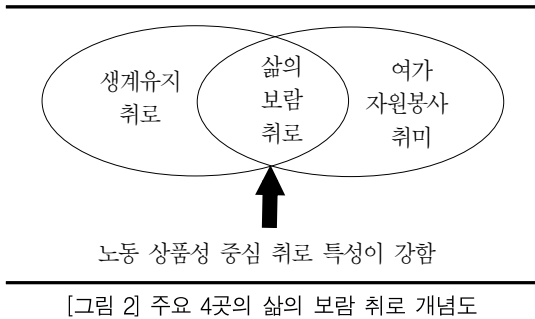 생계유지
취로
삶의
보람
취로
여가
자원봉사
취미
노동 상품성 중심 취로 특성이 강함
[그림 2] 주요 4곳의 삶의 보람 취로 개념도